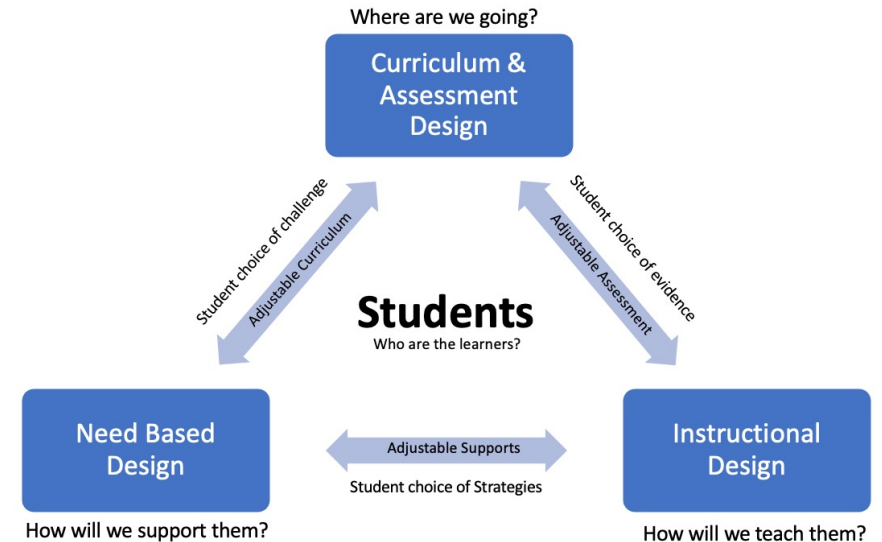 Where are we going?
Curriculum &
Assessment
Design
Student choice of challenge
Adjustable Curriculum
Student choice of evidence
Adjustable Assessment
Students
Who are the learners?
Need Based
Design
How will we support them?
Adjustable Supports
Student choice of Strategies
Instructional
Design
How will we teach them?